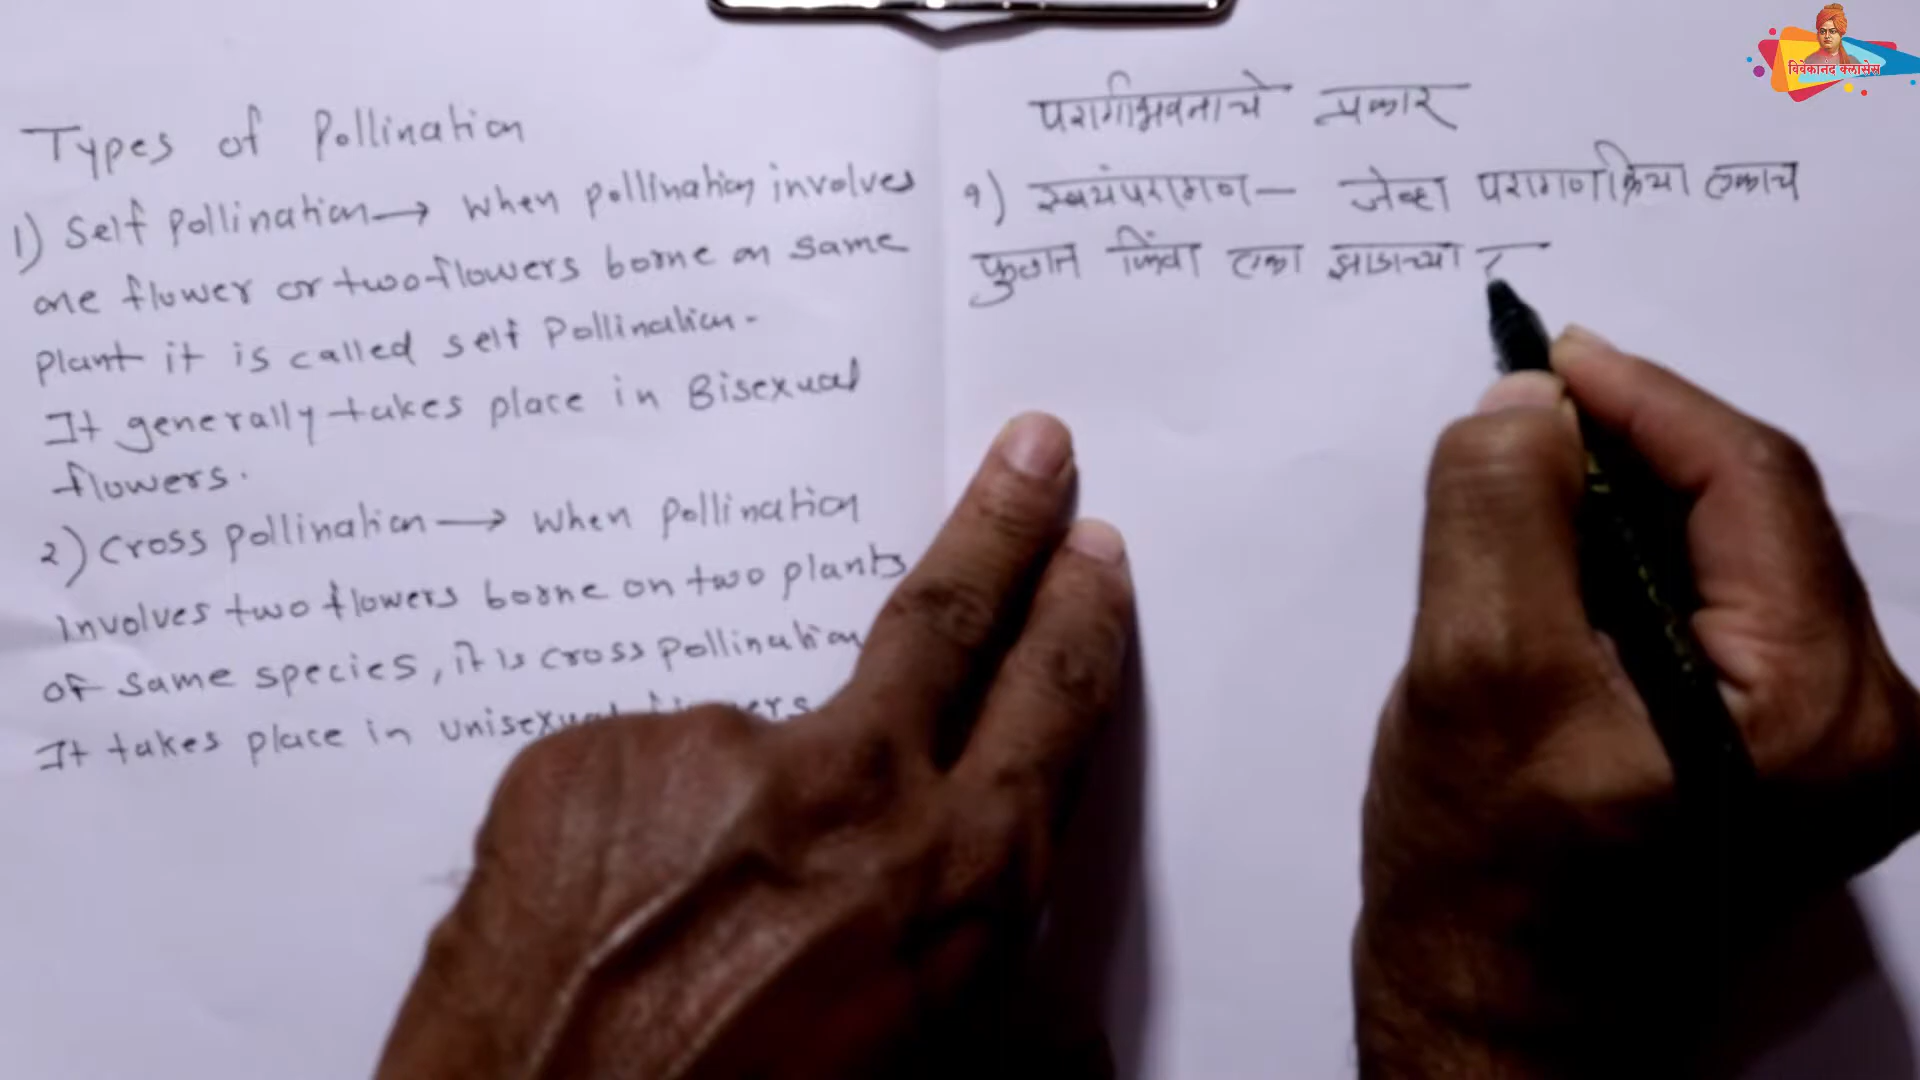 Types of Pollination
1) Self pollination → When pollination involves
one flower or two flowers borne on same
plant it is called self Pollination.
It generally takes place in Bisexual
flowers.
2) Cross pollination → When pollination
involves two flowers borne on two plants
of same species, it is cross pollination
It takes place in unisexual flowers
परागीभवनाचे प्रकार
१) स्वयंपरागण — जेव्हा परागणक्रिया एकाच
फुलात किंवा एका झाडाच्या
विवेकानंद क्लासेस